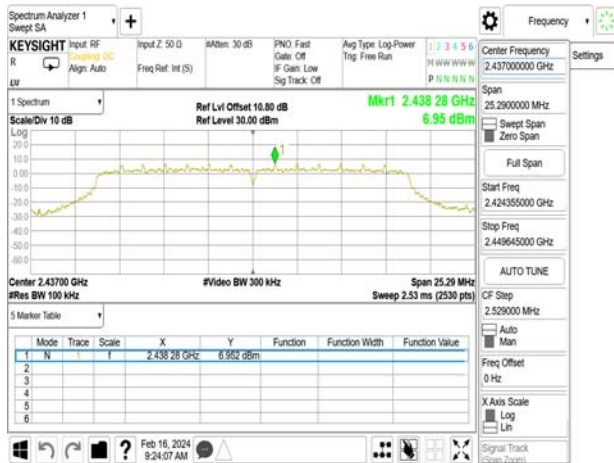 Spectrum Analyzer 1
Swept SA
+
Frequency
KEYSIGHT
R
LXI
Input: RF
Coupling: DC
Align: Auto
Input Z: 50 Ω
Freq Ref: Int (S)
#Atten: 30 dB
PNO: Fast
Gate: Off
IF Gain: Low
Sig Track: Off
Avg Type: Log-Power
Trig: Free Run
1 2 3 4 5 6
M W W W W W
P N N N N N
1 Spectrum
Scale/Div 10 dB
Ref Lvl Offset 10.80 dB
Ref Level 30.00 dBm
Mkr1 2.438 28 GHz
6.95 dBm
Log
20.0
10.0
0.00
-10.0
-20.0
-30.0
-40.0
-50.0
-60.0
1
Center 2.43700 GHz
#Res BW 100 kHz
#Video BW 300 kHz
Span 25.29 MHz
Sweep 2.53 ms (2530 pts)
5 Marker Table
Mode Trace Scale X Y Function Function Width Function Value
1 N 1 f 2.438 28 GHz 6.952 dBm
2
3
4
5
6
Feb 16, 2024
9:24:07 AM
?
Center Frequency
2.437000000 GHz
Settings
Span
25.2900000 MHz
Swept Span
Zero Span
Full Span
Start Freq
2.424355000 GHz
Stop Freq
2.449645000 GHz
AUTO TUNE
CF Step
2.529000 MHz
Auto
Man
Freq Offset
0 Hz
X Axis Scale
Log
Lin
Signal Track
(Span Zoom)